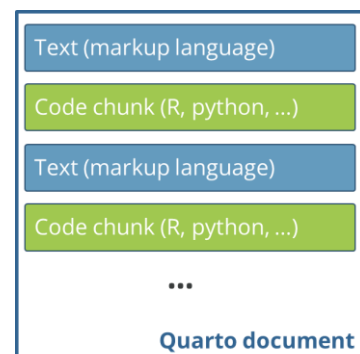 Text (markup language)
Code chunk (R, python, ...)
Text (markup language)
Code chunk (R, python, ...)
...
Quarto document